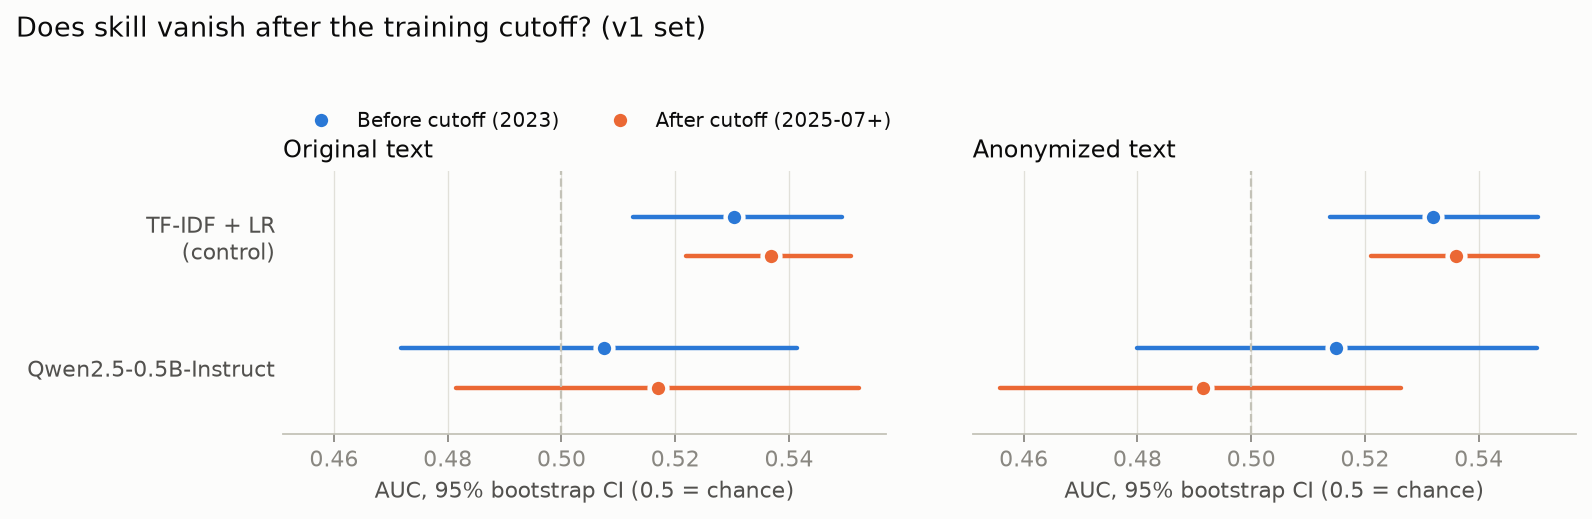 Does skill vanish after the training cutoff? (v1 set)
Before cutoff (2023)
After cutoff (2025-07+)
Original text
Anonymized text
TF-IDF + LR
(control)
Qwen2.5-0.5B-Instruct
0.46 0.48 0.50 0.52 0.54
0.46 0.48 0.50 0.52 0.54
AUC, 95% bootstrap CI (0.5 = chance)
AUC, 95% bootstrap CI (0.5 = chance)